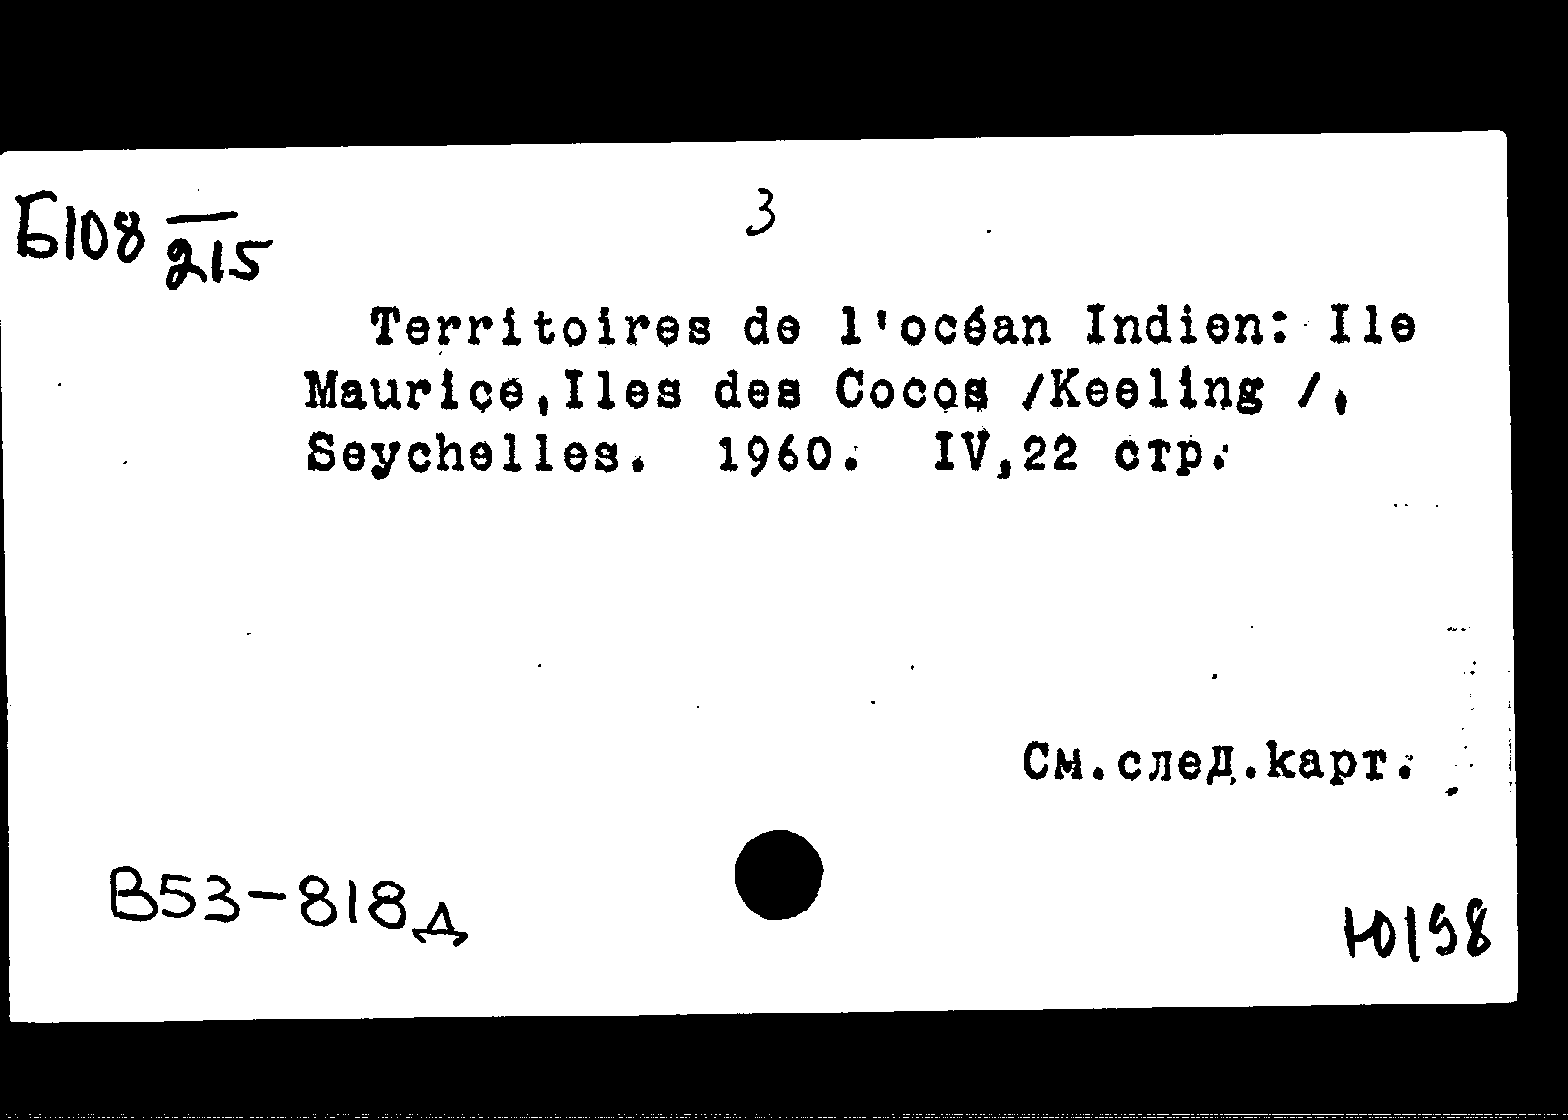 3
Б108 —
215
Territoires de l'océan Indien: Ile
Maurice,Iles des Cocos /Keeling /,
Seychelles. 1960. IV,22 стр.
См.след.карт.
В53-818д
Ю198